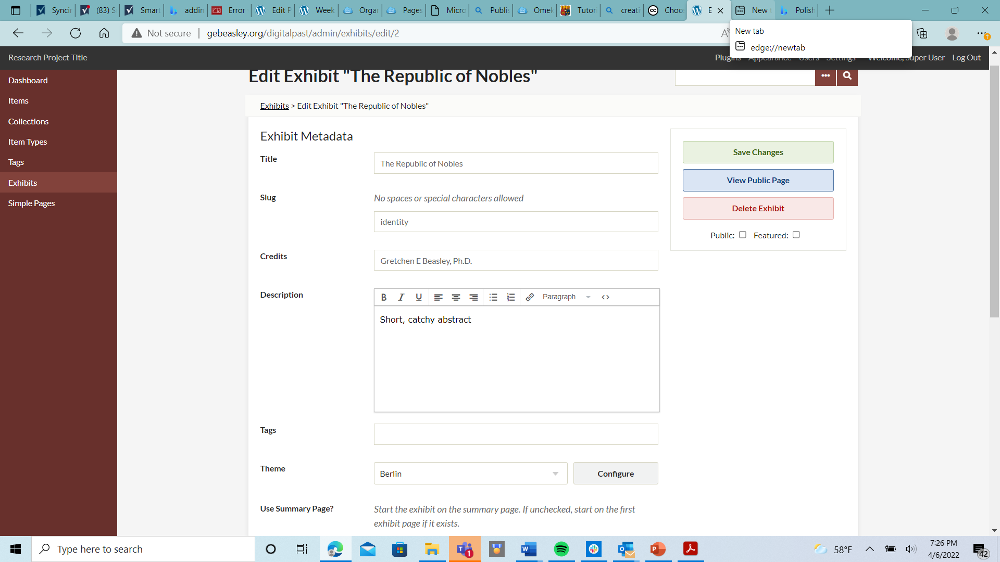 Syncin (83) S Smart addin Error Edit P Week Organ Pages Micro Publis Omek Tutor creati Choo E New t Polish
Not secure gebeasley.org/digitalpast/admin/exhibits/edit/2
New tab
edge://newtab
Research Project Title Plugins Appearance Users Settings Welcome, Super User Log Out
Dashboard
Items
Collections
Item Types
Tags
Exhibits
Simple Pages
Edit Exhibit "The Republic of Nobles"
Exhibits > Edit Exhibit "The Republic of Nobles"
Exhibit Metadata
Title
The Republic of Nobles
Slug
No spaces or special characters allowed
identity
Credits
Gretchen E Beasley, Ph.D.
Description
B I U Paragraph <>
Short, catchy abstract
Tags
Theme
Berlin
Configure
Use Summary Page?
Start the exhibit on the summary page. If unchecked, start on the first
exhibit page if it exists.
Save Changes
View Public Page
Delete Exhibit
Public: Featured:
Type here to search
58°F
7:26 PM
4/6/2022
42